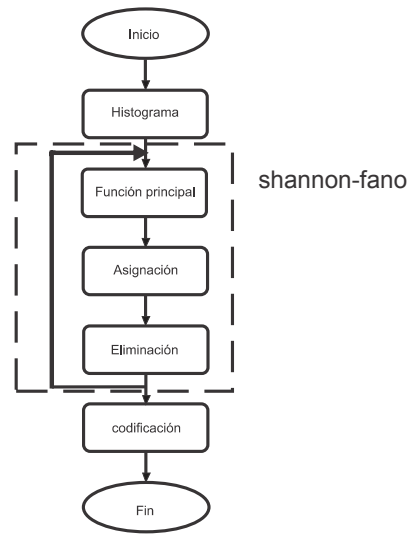 Inicio
Histograma
shannon-fano
Función principal
Asignación
Eliminación
codificación
Fin